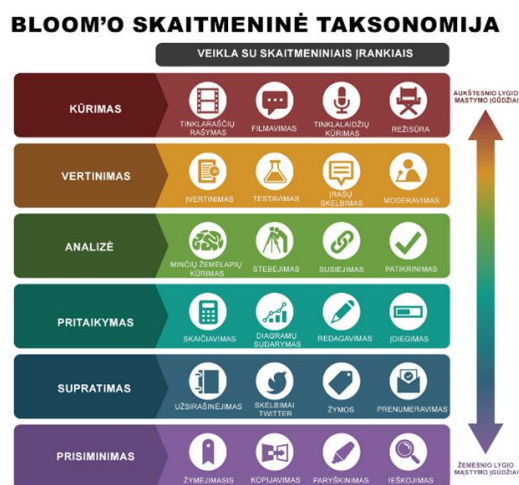 BLOOM'O SKAITMENINĖ TAKSONOMIJA
VEIKLA SU SKAITMENINIAIS ĮRANKIAIS
AUKŠTESNIO LYGIO
MĄSTYMO ĮGŪDŽIAI
KŪRIMAS
TINKLARAŠČIŲ
RAŠYMAS
FILMAVIMAS
TINKLALAIDŽIŲ
KŪRIMAS
REŽISŪRA
VERTINIMAS
ĮVERTINIMAS
TESTAVIMAS
ĮRAŠŲ
SKELBIMAS
MODERAVIMAS
ANALIZĖ
MINČIŲ ŽEMĖLAPIŲ
KŪRIMAS
STEBĖJIMAS
SUSIEJIMAS
PATIKRINIMAS
PRITAIKYMAS
SKAIČIAVIMAS
DIAGRAMŲ
SUDARYMAS
REDAGAVIMAS
ĮDIEGIMAS
SUPRATIMAS
UŽSIRAŠINĖJIMAS
SKELBIMAI
TWITTER
ŽYMOS
PRENUMERAVIMAS
PRISIMINIMAS
ŽYMĖJIMASIS
KOPIJAVIMAS
PARYŠKINIMAS
IEŠKOJIMAS
ŽEMESNIO LYGIO
MĄSTYMO ĮGŪDŽIAI